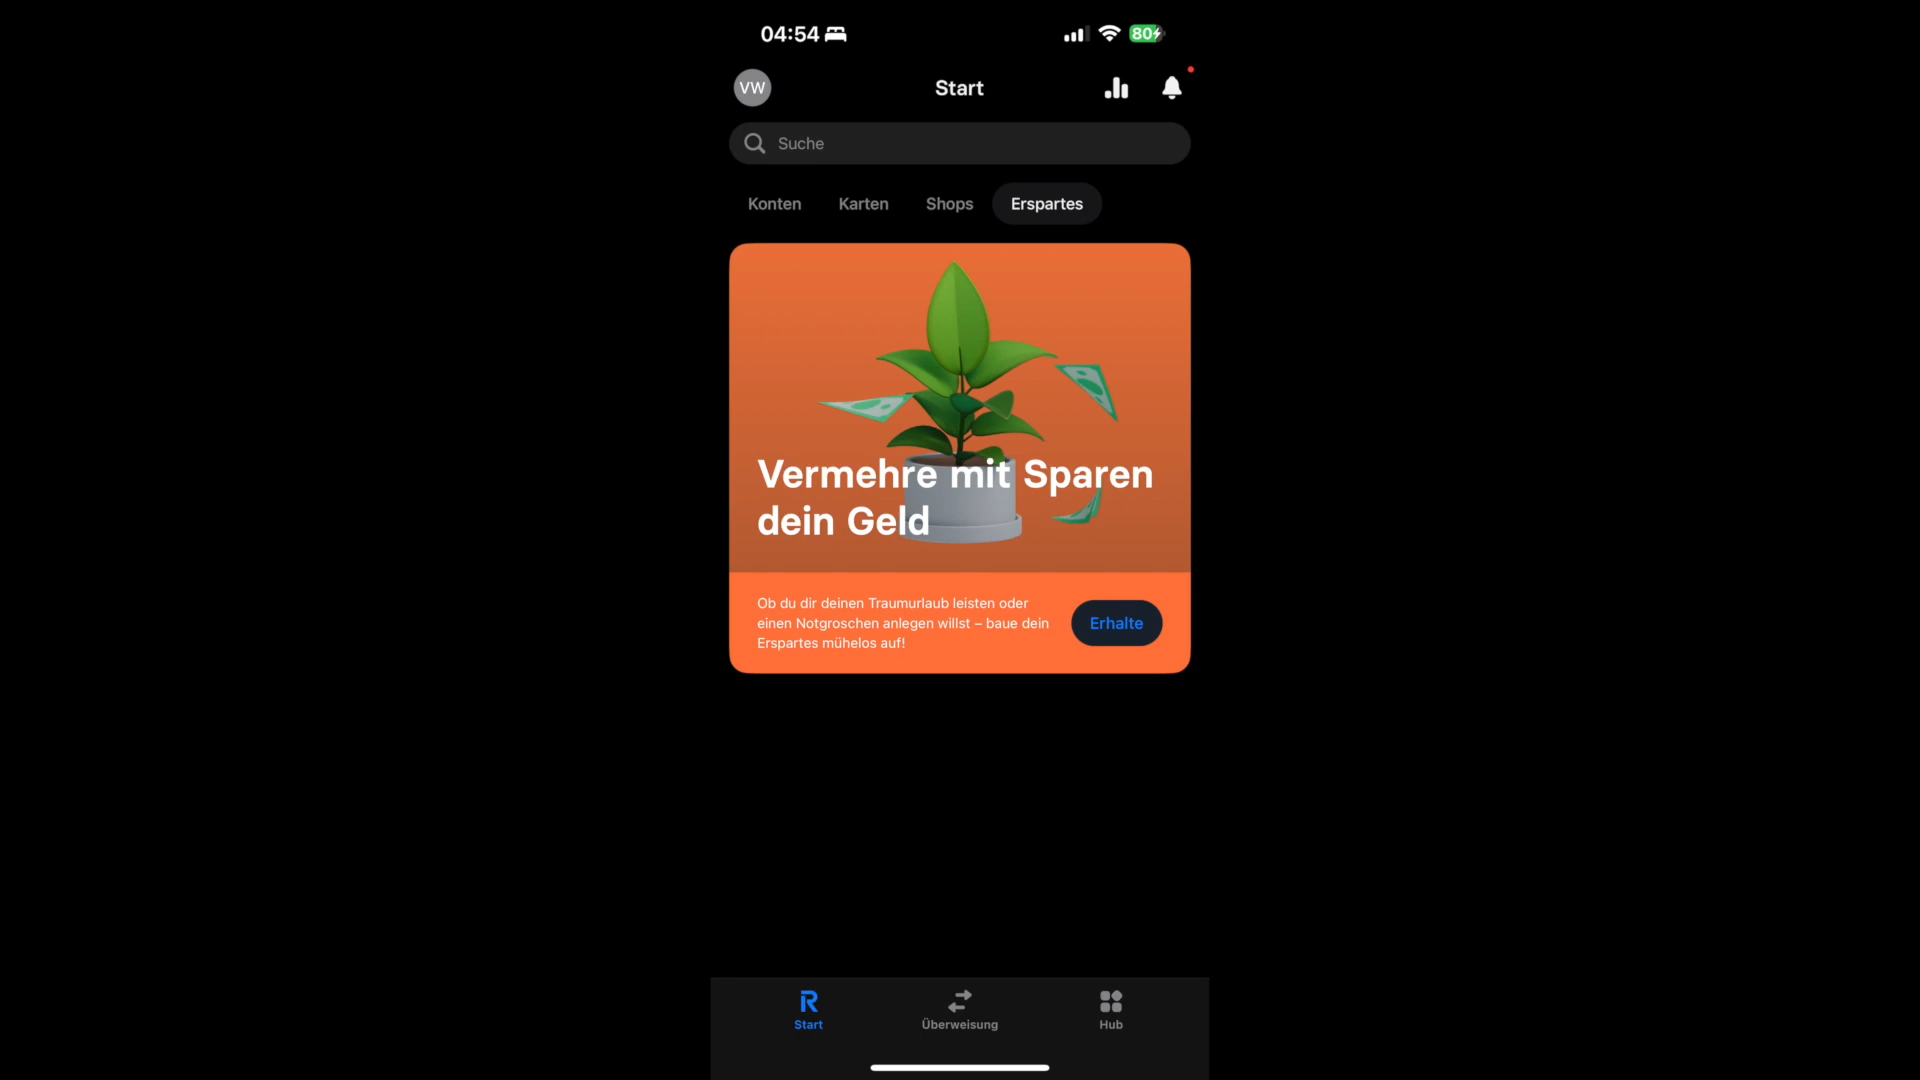 04:54
80
VW
Start
Suche
Konten Karten Shops Erspartes
Vermehre mit Sparen
dein Geld
Ob du dir deinen Traumurlaub leisten oder
einen Notgroschen anlegen willst – baue dein
Erspartes mühelos auf!
Erhalte
Start Überweisung Hub